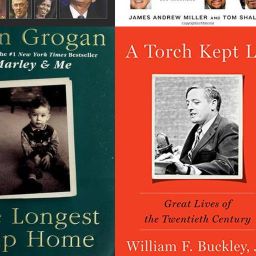 JAMES ANDREW MILLER AND TOM SHAL
n Grogan
the #1 New York Times Bestseller
Marley & Me
e Longest
p Home
A Torch Kept L
Great Lives of
the Twentieth Century
William F. Buckley,